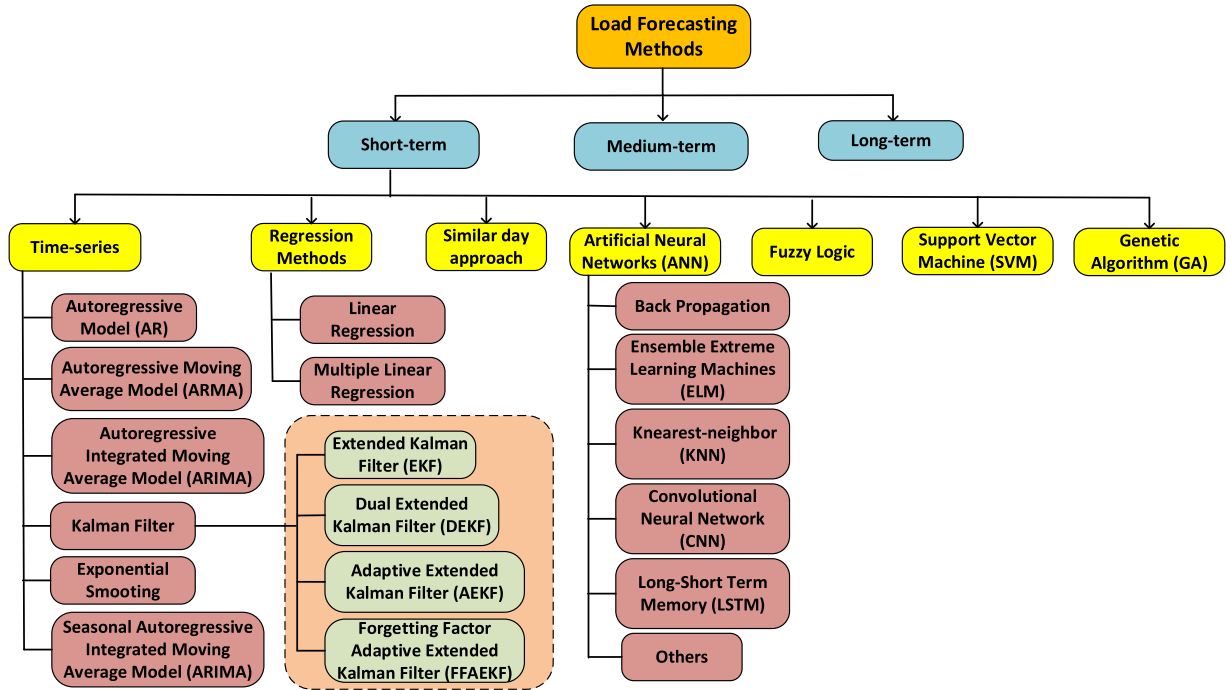 Load Forecasting
Methods
Short-term
Medium-term
Long-term
Time-series
Regression
Methods
Similar day
approach
Artificial Neural
Networks (ANN)
Fuzzy Logic
Support Vector
Machine (SVM)
Genetic
Algorithm (GA)
Autoregressive
Model (AR)
Autoregressive Moving
Average Model (ARMA)
Autoregressive
Integrated Moving
Average Model (ARIMA)
Kalman Filter
Exponential
Smooting
Seasonal Autoregressive
Integrated Moving
Average Model (ARIMA)
Linear
Regression
Multiple Linear
Regression
Extended Kalman
Filter (EKF)
Dual Extended
Kalman Filter (DEKF)
Adaptive Extended
Kalman Filter (AEKF)
Forgetting Factor
Adaptive Extended
Kalman Filter (FFAEKF)
Back Propagation
Ensemble Extreme
Learning Machines
(ELM)
Knearest-neighbor
(KNN)
Convolutional
Neural Network
(CNN)
Long-Short Term
Memory (LSTM)
Others